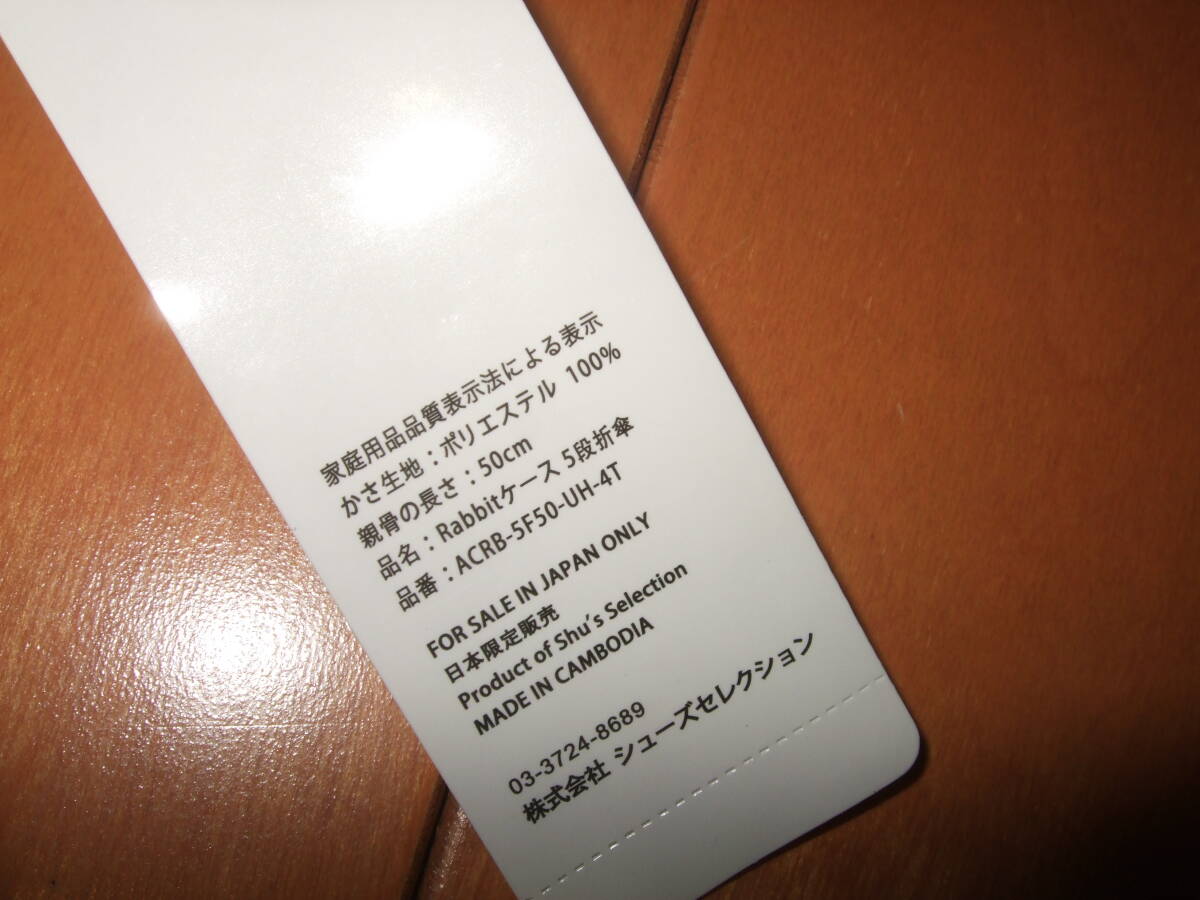 家庭用品品質表示法による表示
かさ生地：ポリエステル 100%
親骨の長さ：50cm
品名：Rabbitケース 5段折傘
品番：ACRB-5F50-UH-4T
FOR SALE IN JAPAN ONLY
日本限定販売
Product of Shu's Selection
MADE IN CAMBODIA
03-3724-8689
株式会社 シューズセレクション